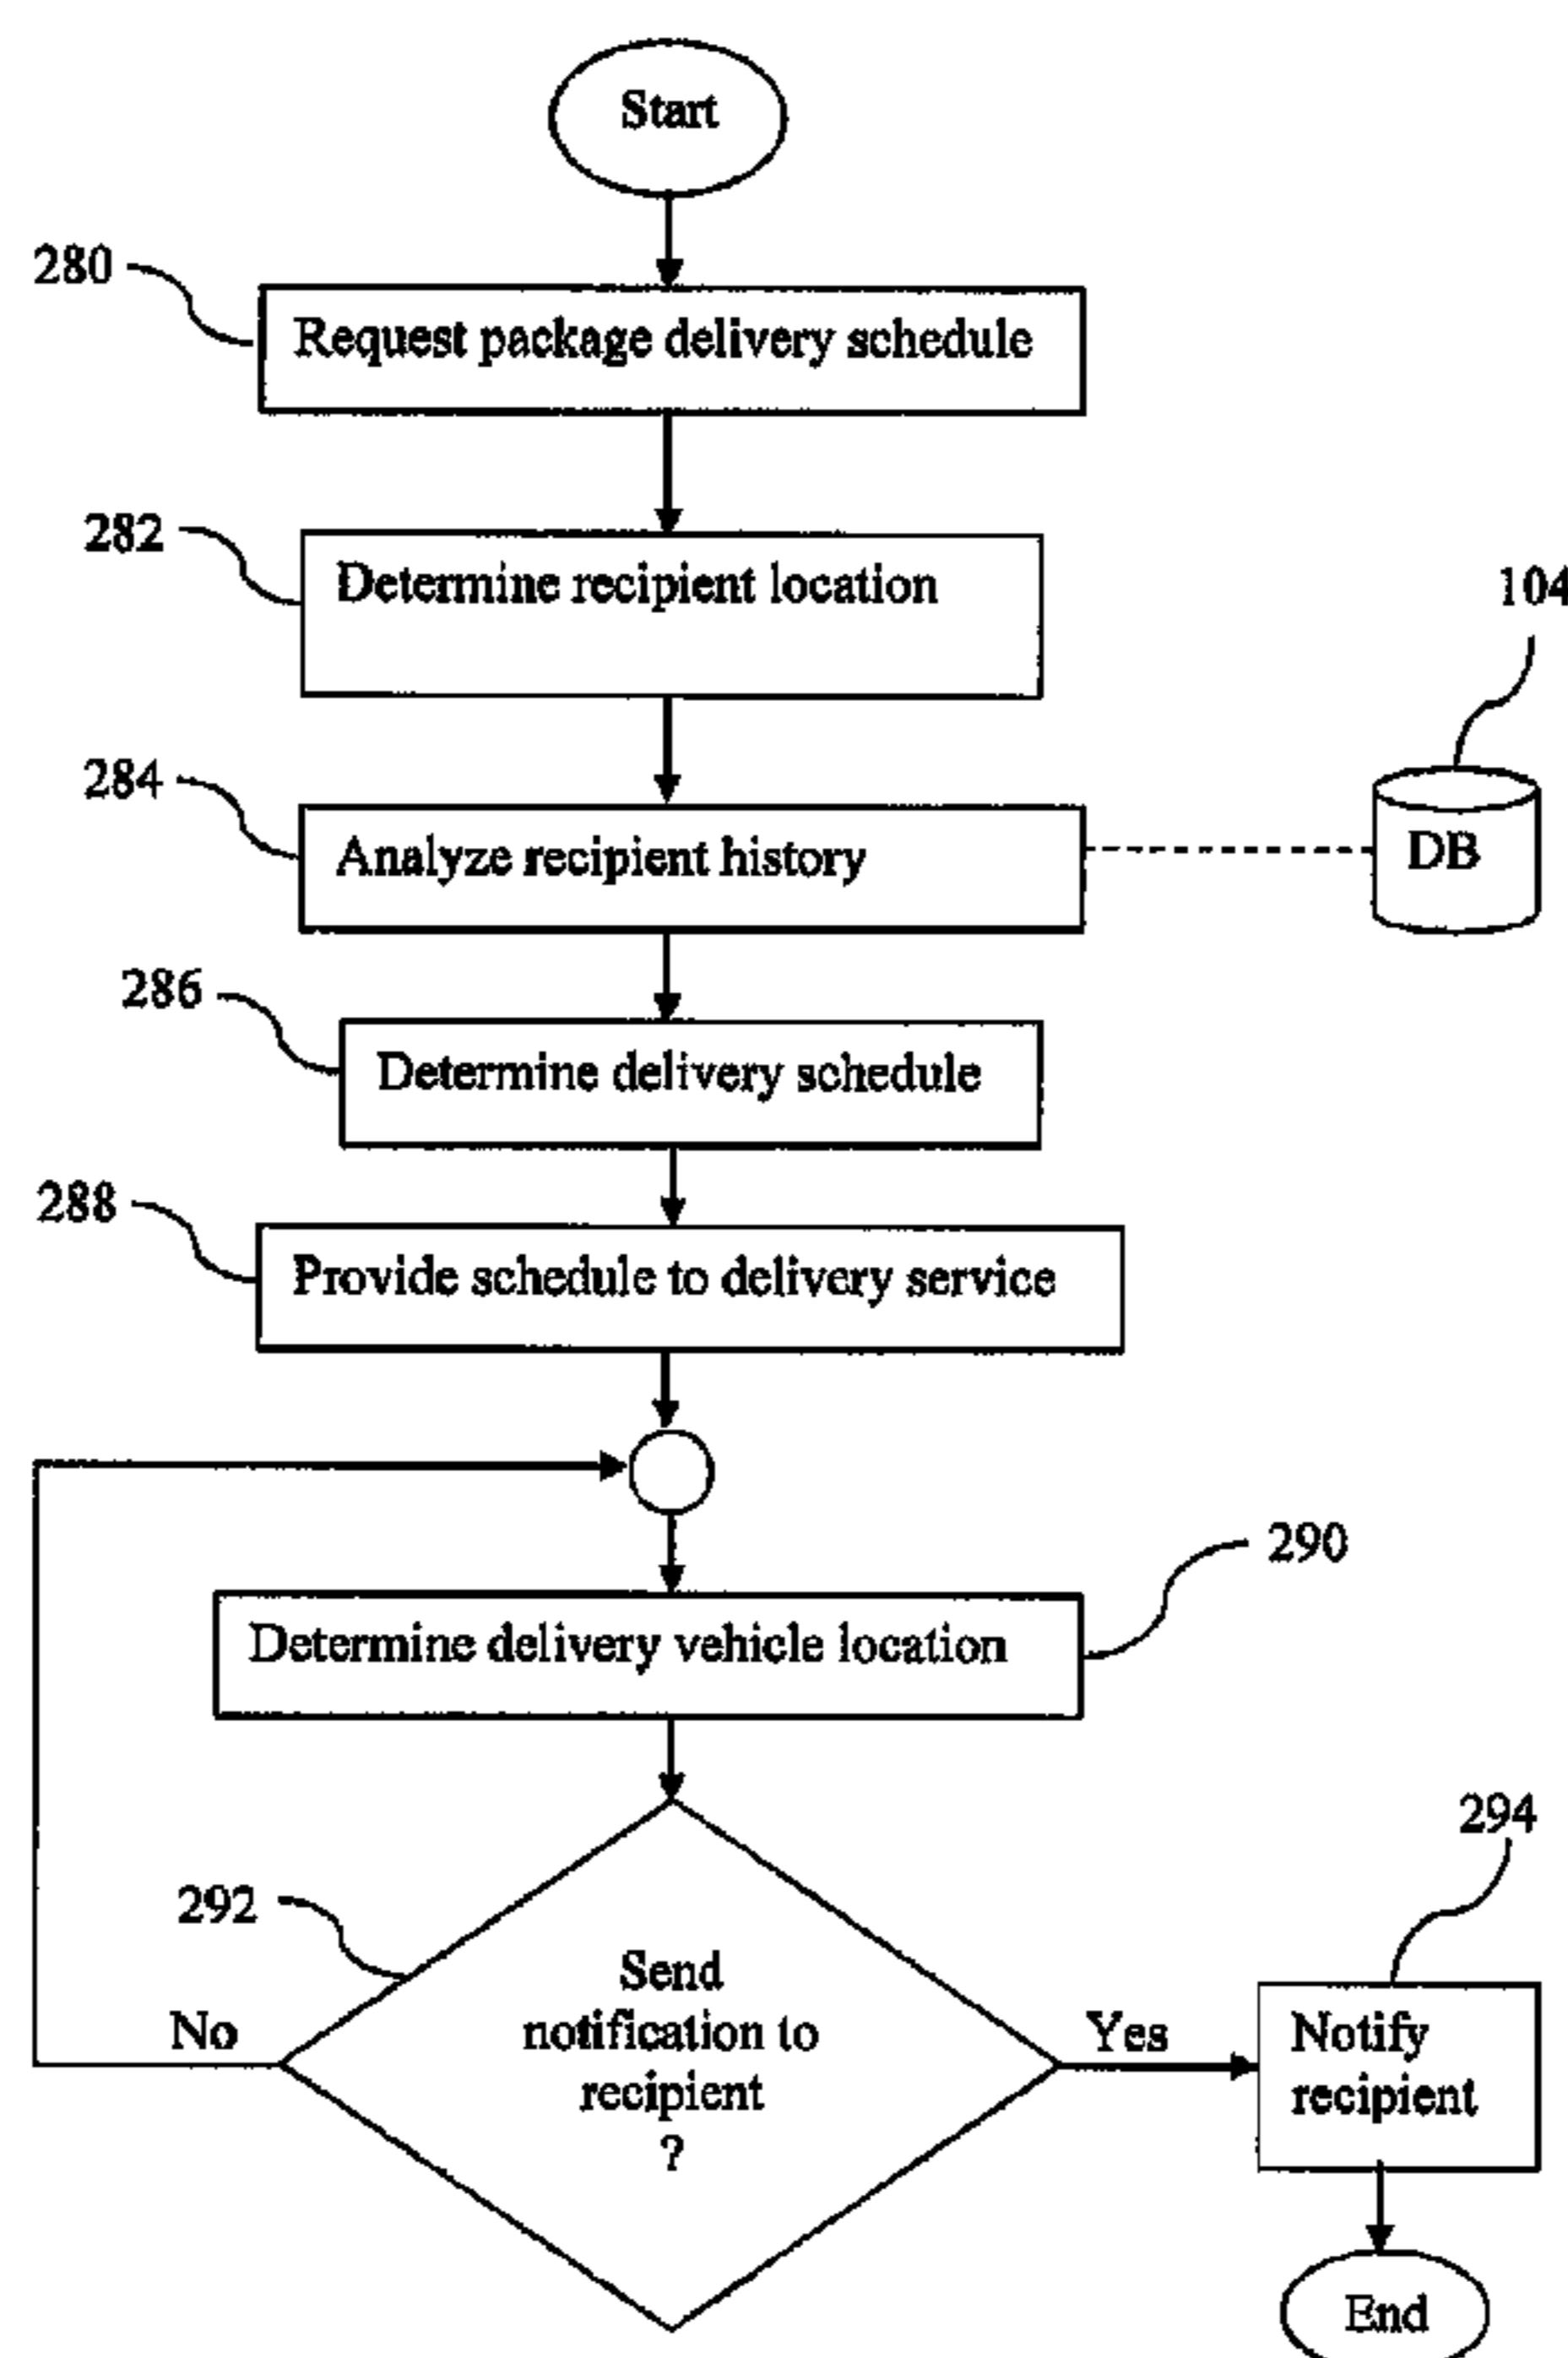 Start
280
Request package delivery schedule
282
Determine recipient location
104
284
Analyze recipient history
DB
286
Determine delivery schedule
288
Provide schedule to delivery service
290
Determine delivery vehicle location
294
292
Send
notification to
recipient
?
No
Yes
Notify
recipient
End